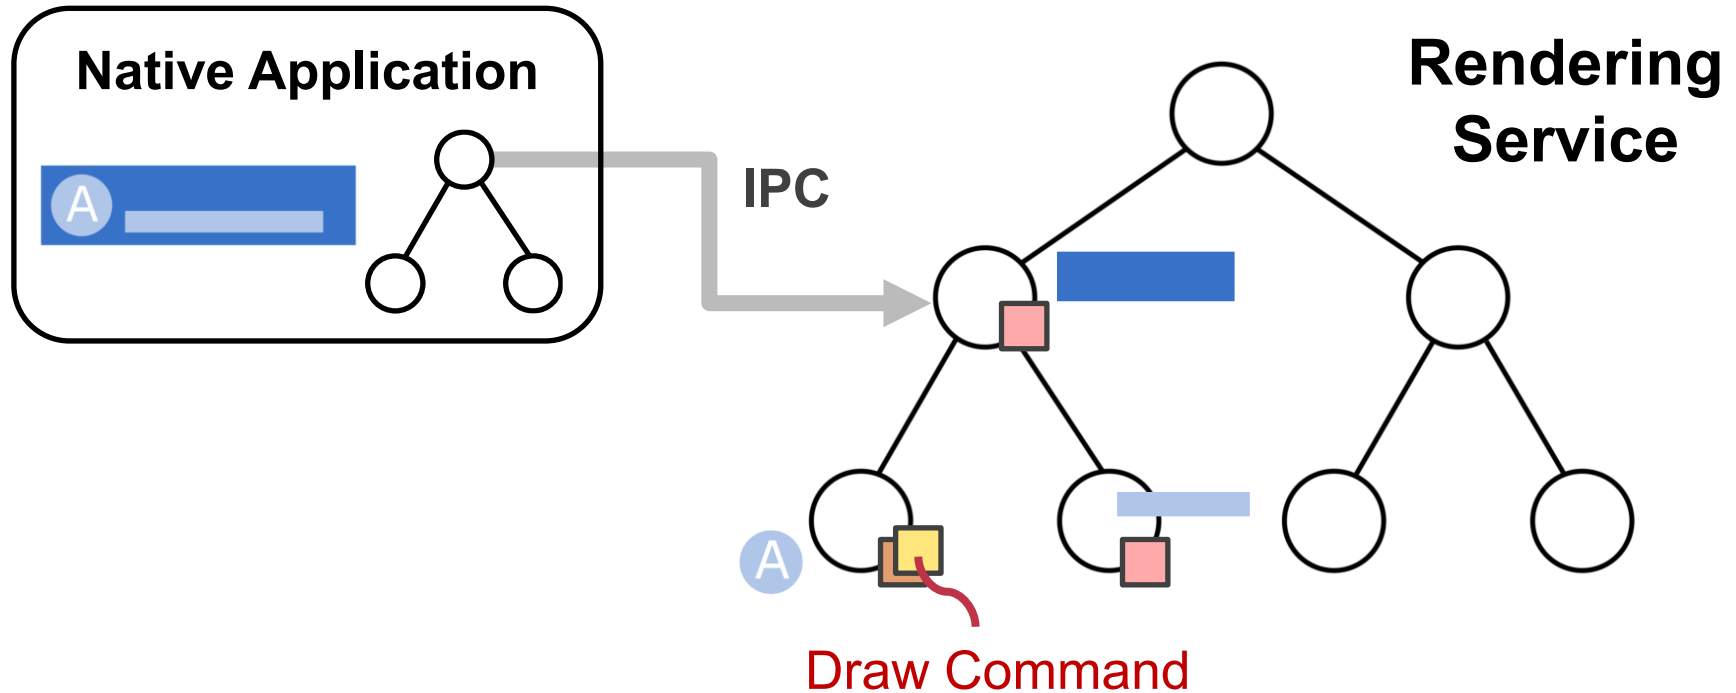 Native Application
A
IPC
Rendering
Service
A
Draw Command